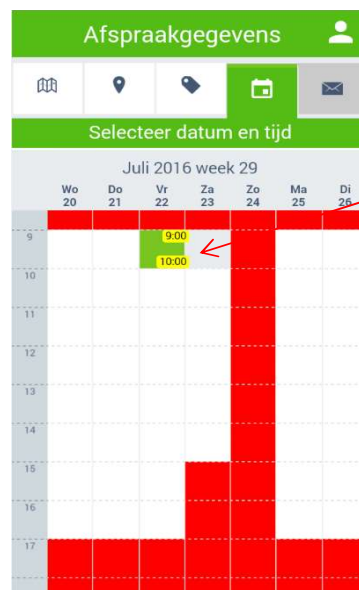 Afspraakgegevens
Selecteer datum en tijd
Juli 2016 week 29
Wo Do Vr Za Zo Ma Di
20 21 22 23 24 25 26
9 9:00
10:00
10
11
12
13
14
15
16
17